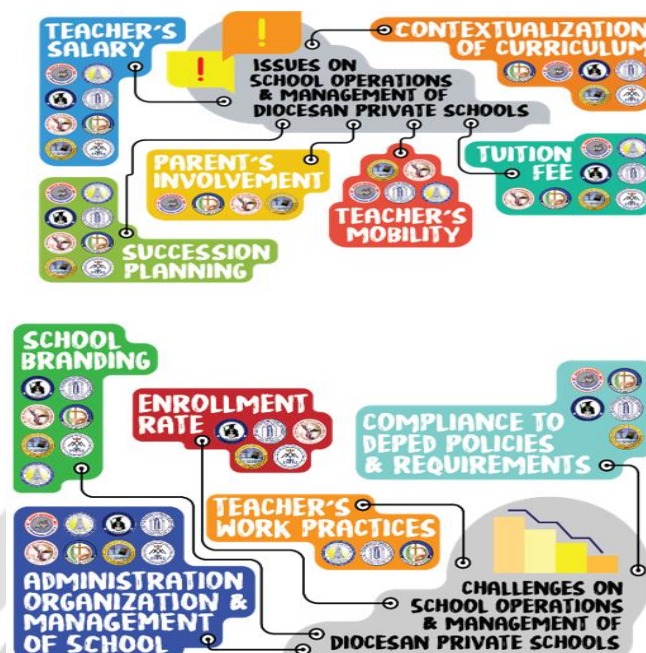 TEACHER'S
SALARY
ISSUES ON
SCHOOL OPERATIONS
& MANAGEMENT OF
DIOCESAN PRIVATE SCHOOLS
CONTEXTUALIZATION
OF CURRICULUM
PARENT'S
INVOLVEMENT
TEACHER'S
MOBILITY
TUITION
FEE
SUCCESSION
PLANNING
SCHOOL
BRANDING
ENROLLMENT
RATE
COMPLIANCE TO
DEPED POLICIES
& REQUIREMENTS
TEACHER'S
WORK PRACTICES
ADMINISTRATION
ORGANIZATION &
MANAGEMENT
OF SCHOOL
CHALLENGES ON
SCHOOL OPERATIONS
& MANAGEMENT OF
DIOCESAN PRIVATE SCHOOLS